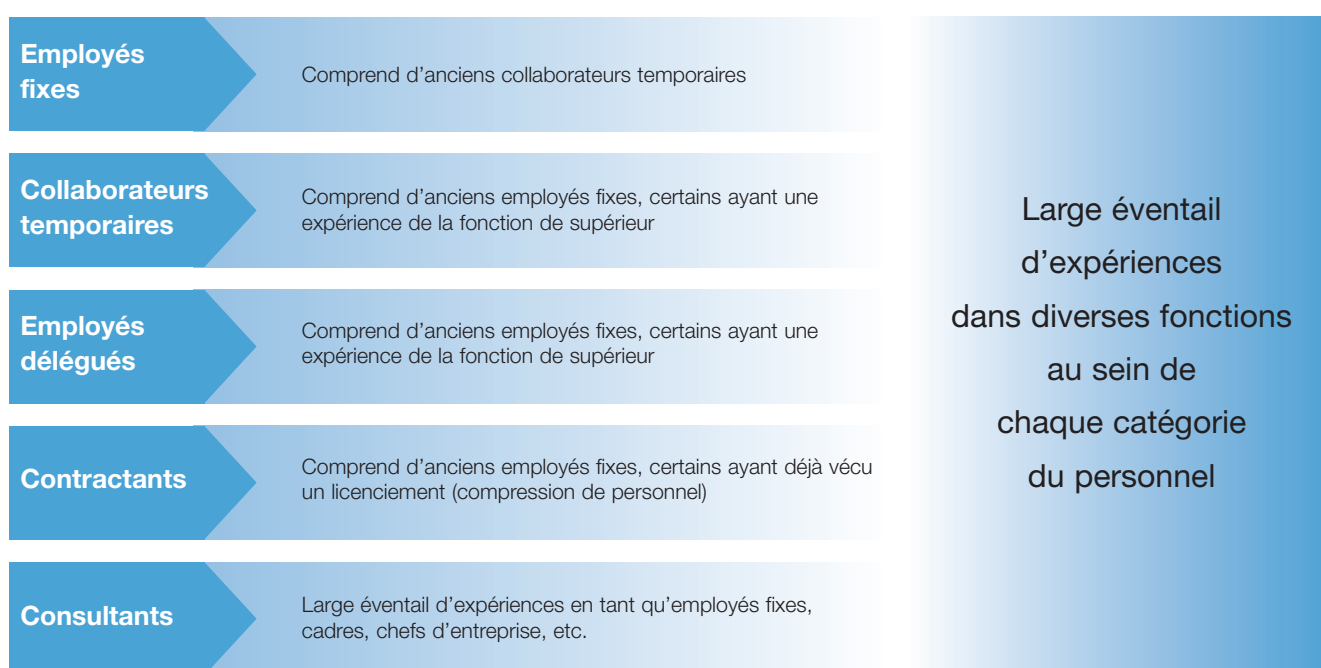 Employés
fixes
Comprend d’anciens collaborateurs temporaires
Collaborateurs
temporaires
Comprend d’anciens employés fixes, certains ayant une
expérience de la fonction de supérieur
Employés
délégués
Comprend d’anciens employés fixes, certains ayant une
expérience de la fonction de supérieur
Contractants
Comprend d’anciens employés fixes, certains ayant déjà vécu
un licenciement (compression de personnel)
Consultants
Large éventail d’expériences en tant qu’employés fixes,
cadres, chefs d’entreprise, etc.
Large éventail
d’expériences
dans diverses fonctions
au sein de
chaque catégorie
du personnel